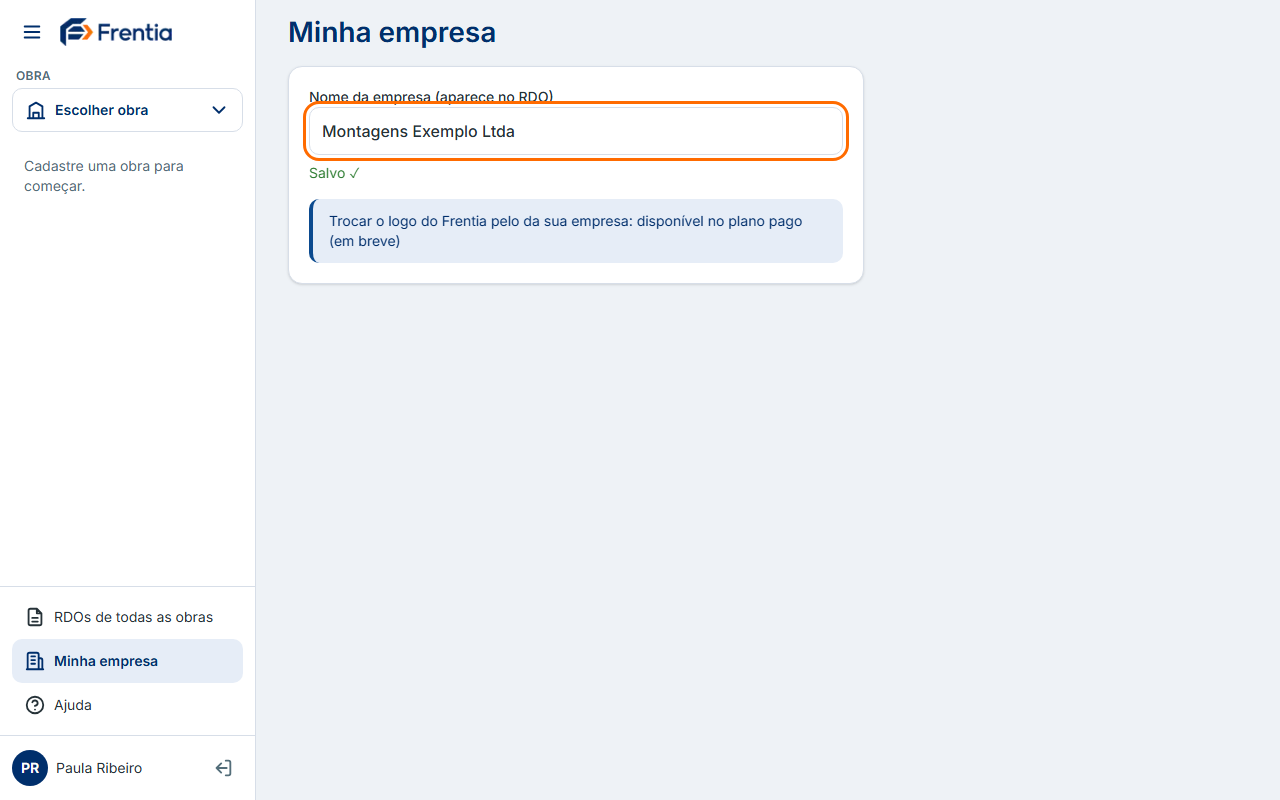 Frentia
OBRA
Escolher obra
Cadastre uma obra para
começar.
RDOs de todas as obras
Minha empresa
Ajuda
PR
Paula Ribeiro
Minha empresa
Nome da empresa (aparece no RDO)
Montagens Exemplo Ltda
Salvo ✓
Trocar o logo do Frentia pelo da sua empresa: disponível no plano pago
(em breve)